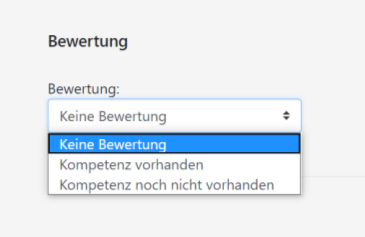 Bewertung
Bewertung:
Keine Bewertung
Keine Bewertung
Kompetenz vorhanden
Kompetenz noch nicht vorhanden